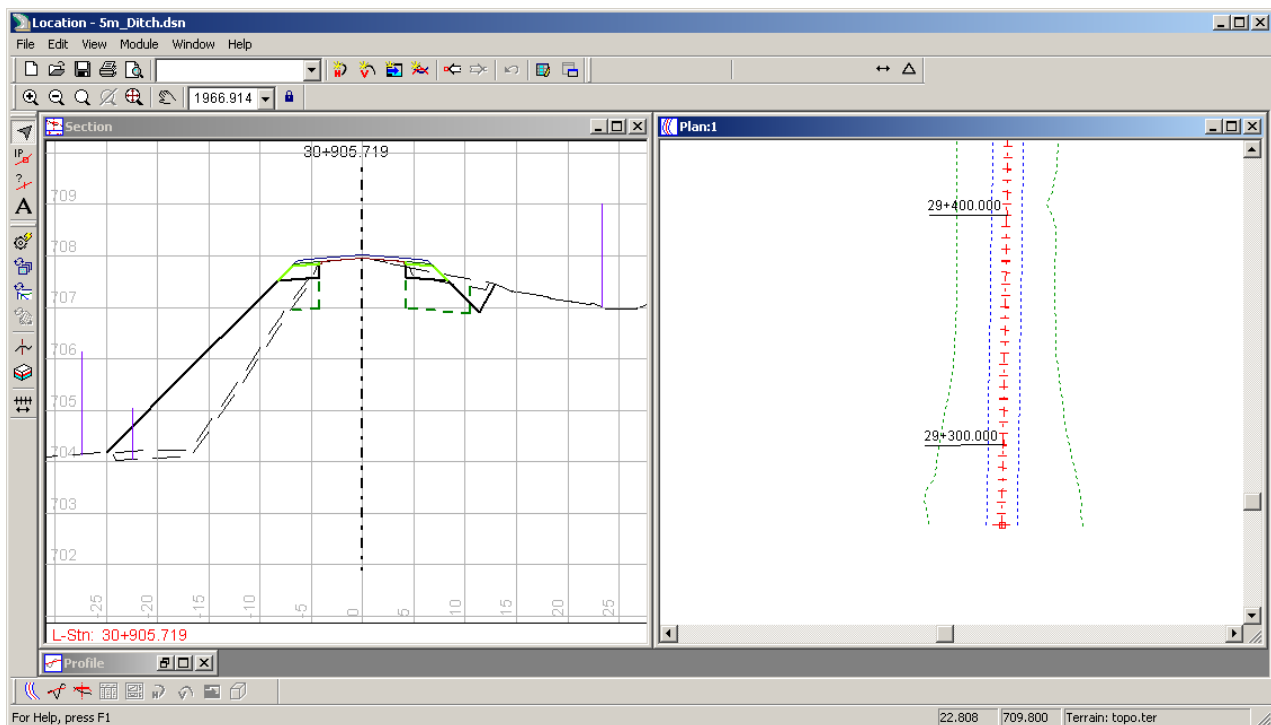 Location - 5m_Ditch.dsn
File Edit View Module Window Help
1966.914
Section
Plan:1
IP
?
A
30+905.719
709
708
707
706
705
704
703
702
-25
-20
-15
-10
-5
0
5
10
15
20
25
L-Stn: 30+905.719
29+400.000
29+300.000
Profile
For Help, press F1
22.808
709.800
Terrain: topo.ter